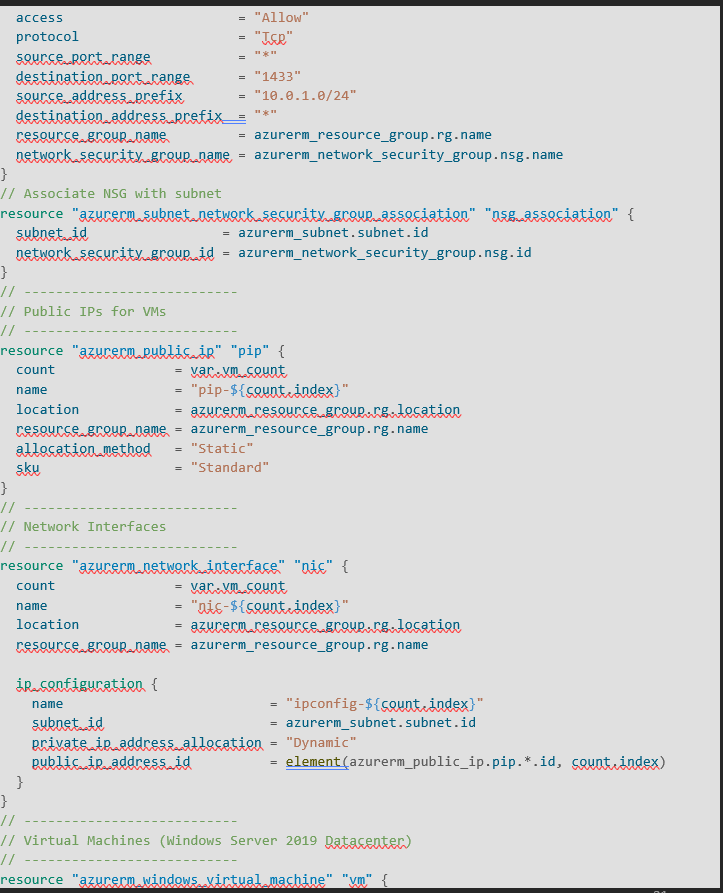 access = "Allow"
protocol = "Tcp"
source_port_range = "*"
destination_port_range = "1433"
source_address_prefix = "10.0.1.0/24"
destination_address_prefix = "*"
resource_group_name = azurerm_resource_group.rg.name
network_security_group_name = azurerm_network_security_group.nsg.name
}
// Associate NSG with subnet
resource "azurerm_subnet_network_security_group_association" "nsg_association" {
subnet_id = azurerm_subnet.subnet.id
network_security_group_id = azurerm_network_security_group.nsg.id
}
// ---------------------------
// Public IPs for VMs
// ---------------------------
resource "azurerm_public_ip" "pip" {
count = var.vm_count
name = "pip-${count.index}"
location = azurerm_resource_group.rg.location
resource_group_name = azurerm_resource_group.rg.name
allocation_method = "Static"
sku = "Standard"
}
// ---------------------------
// Network Interfaces
// ---------------------------
resource "azurerm_network_interface" "nic" {
count = var.vm_count
name = "nic-${count.index}"
location = azurerm_resource_group.rg.location
resource_group_name = azurerm_resource_group.rg.name
ip_configuration {
name = "ipconfig-${count.index}"
subnet_id = azurerm_subnet.subnet.id
private_ip_address_allocation = "Dynamic"
public_ip_address_id = element(azurerm_public_ip.pip.*.id, count.index)
}
}
// ---------------------------
// Virtual Machines (Windows Server 2019 Datacenter)
// ---------------------------
resource "azurerm_windows_virtual_machine" "vm" {